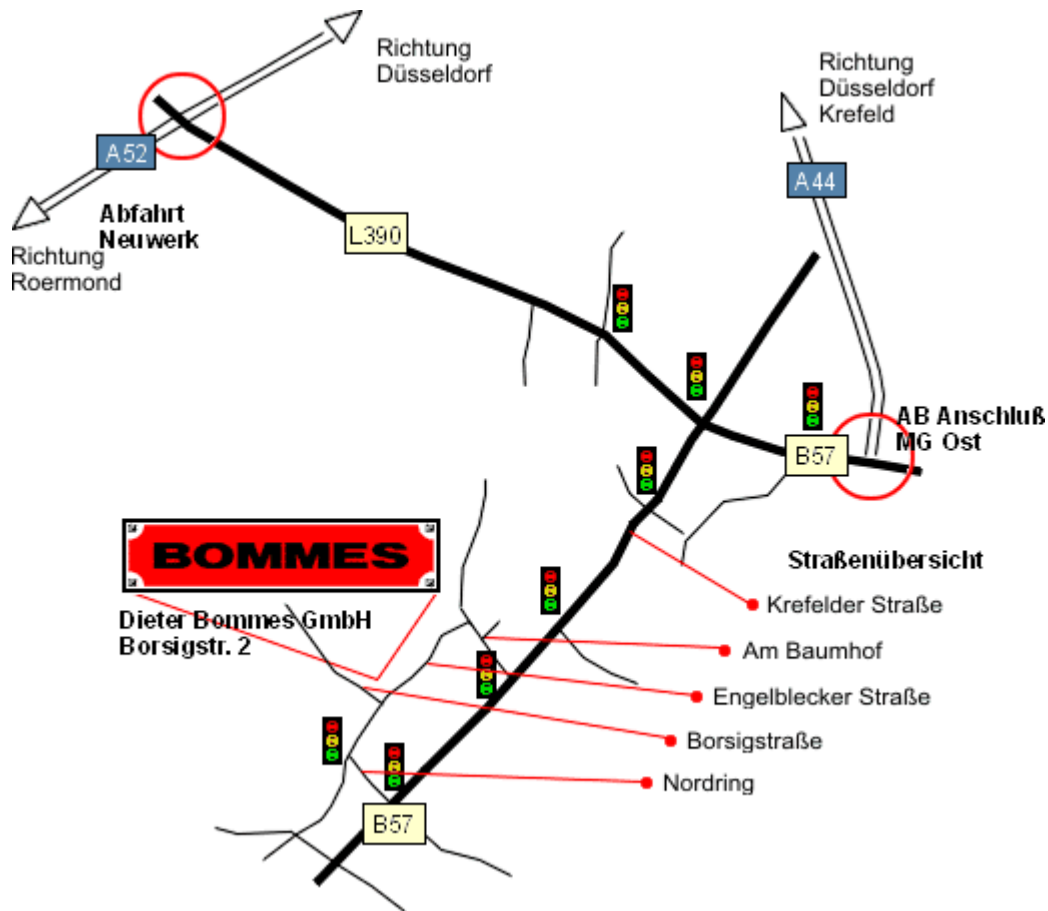 Richtung
Düsseldorf
Richtung
Düsseldorf
Krefeld
A52
A44
Abfahrt
Neuwerk
L390
Richtung
Roermond
AB Anschluß
MG Ost
B57
BOMMES
Straßenübersicht
Dieter Bommes GmbH
Borsigstr. 2
Krefelder Straße
Am Baumhof
Engelblecker Straße
Borsigstraße
Nordring
B57